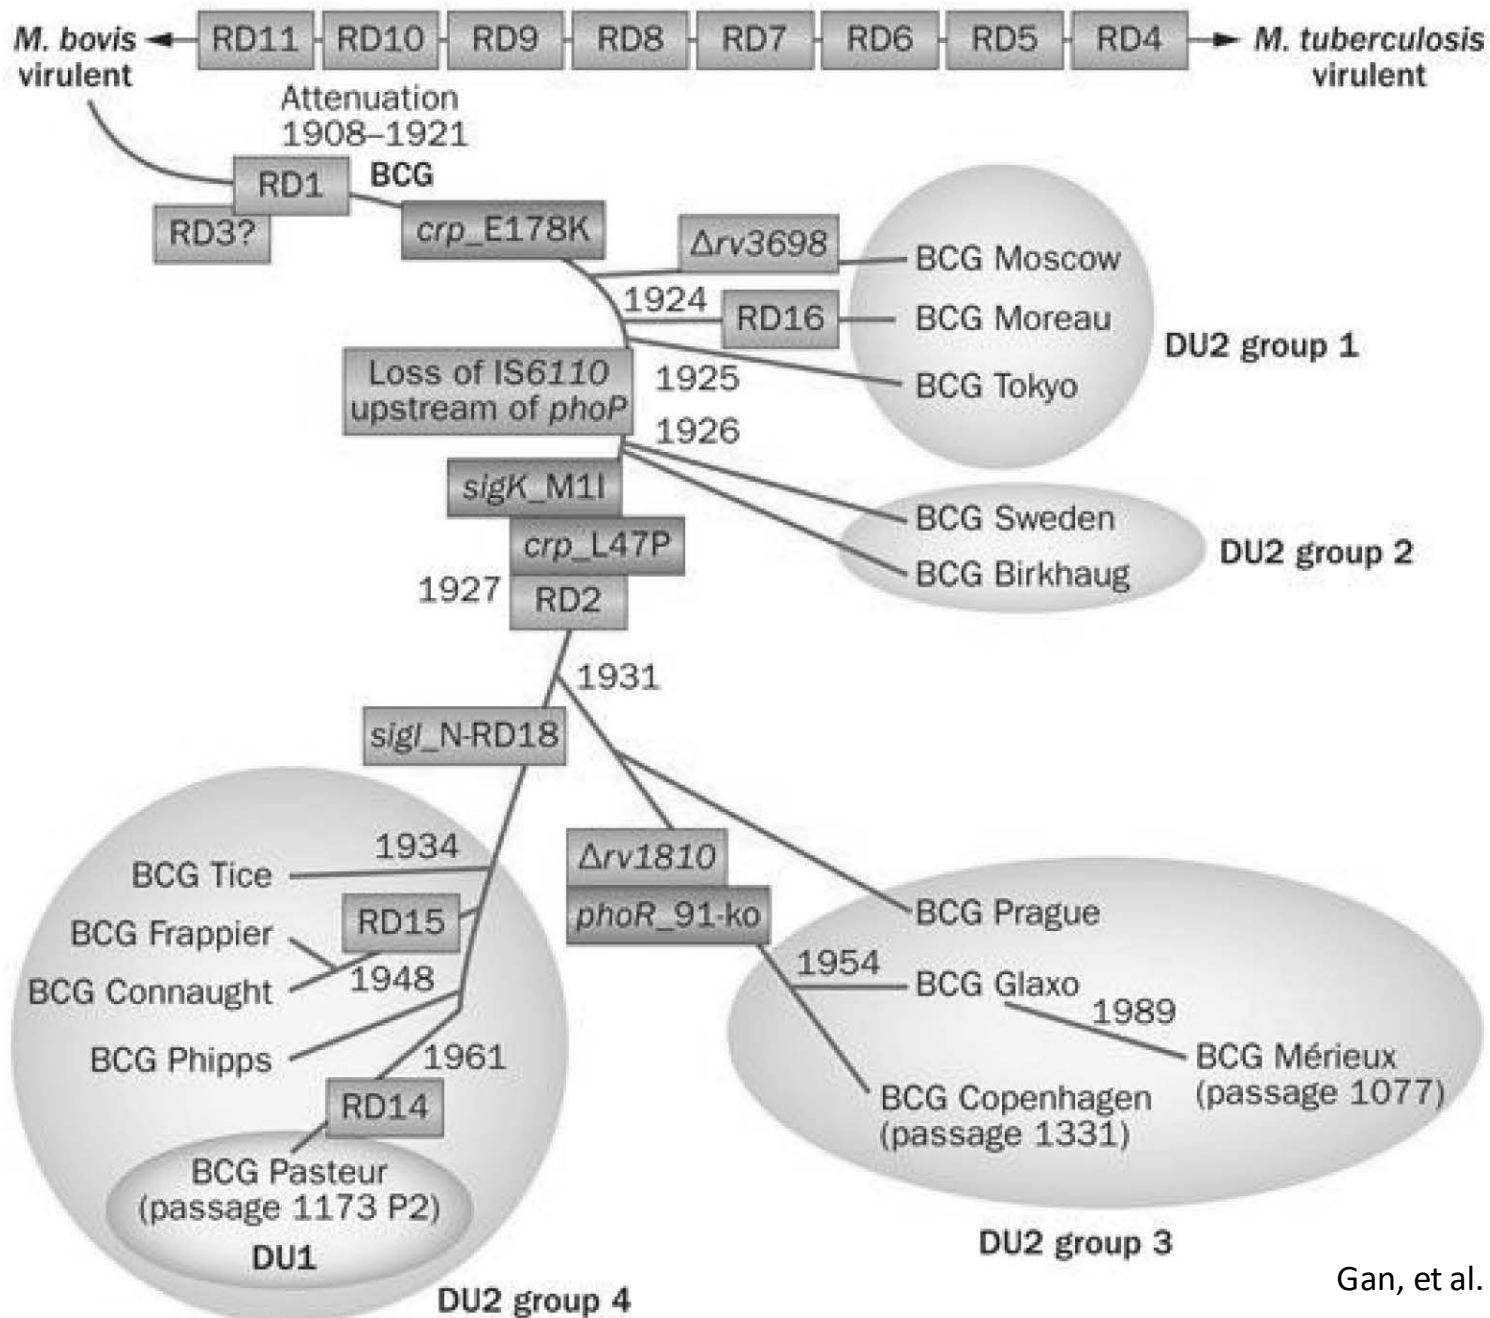 M. bovis
virulent
RD11
RD10
RD9
RD8
RD7
RD6
RD5
RD4
M. tuberculosis
virulent
Attenuation
1908–1921
RD1
BCG
RD3?
crp_E178K
Δrv3698
BCG Moscow
1924
RD16
BCG Moreau
DU2 group 1
Loss of IS6110
upstream of phoP
1925
BCG Tokyo
1926
sigK_M1I
BCG Sweden
crp_L47P
DU2 group 2
1927
RD2
BCG Birkhaug
1931
sigI_N-RD18
1934
BCG Tice
RD15
BCG Frappier
1948
BCG Connaught
BCG Phipps
1961
RD14
BCG Pasteur
(passage 1173 P2)
DU1
DU2 group 4
Δrv1810
phoR_91-ko
BCG Prague
1954
BCG Glaxo
1989
BCG Mérieux
(passage 1077)
BCG Copenhagen
(passage 1331)
DU2 group 3
Gan, et al.